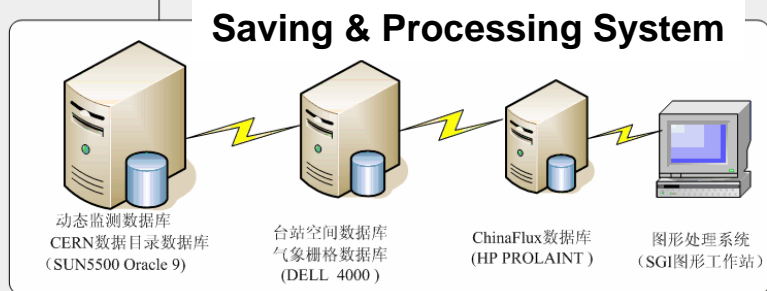 Saving & Processing System
动态监测数据库
CERN数据目录数据库
（SUN5500 Oracle 9)
台站空间数据库
气象栅格数据库
(DELL 4000 )
ChinaFlux数据库
(HP PROLAINT )
图形处理系统
（SGI图形工作站）